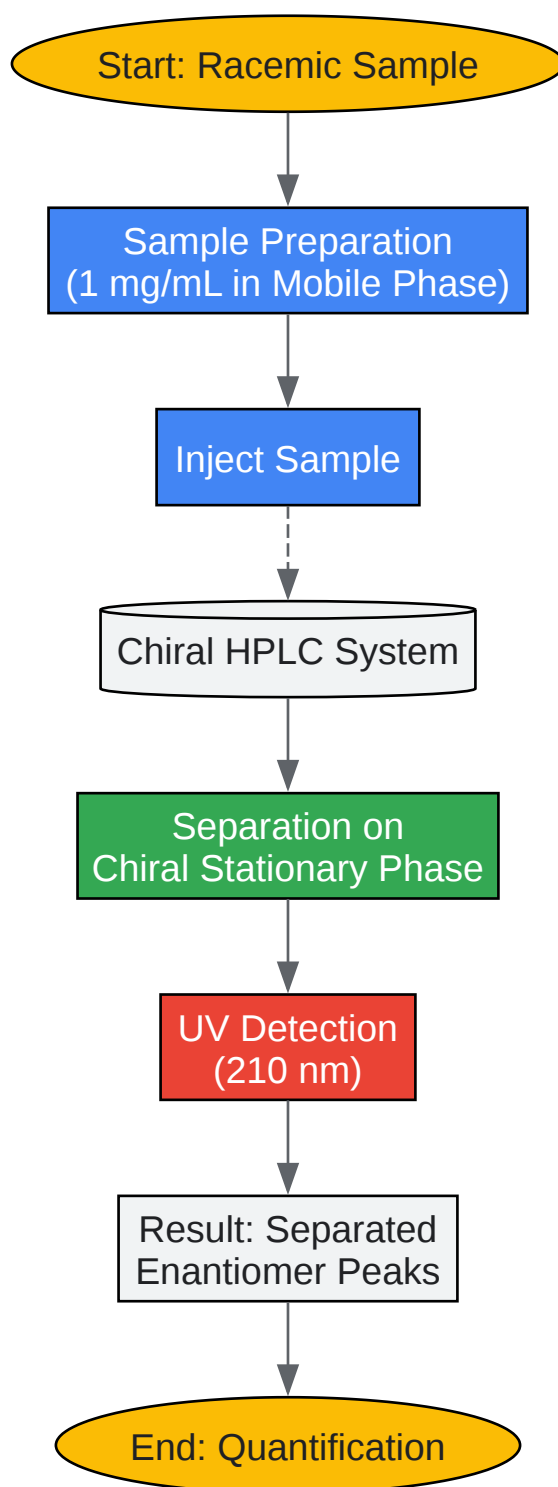 Start: Racemic Sample
Sample Preparation
(1 mg/mL in Mobile Phase)
Inject Sample
Chiral HPLC System
Separation on
Chiral Stationary Phase
UV Detection
(210 nm)
Result: Separated
Enantiomer Peaks
End: Quantification